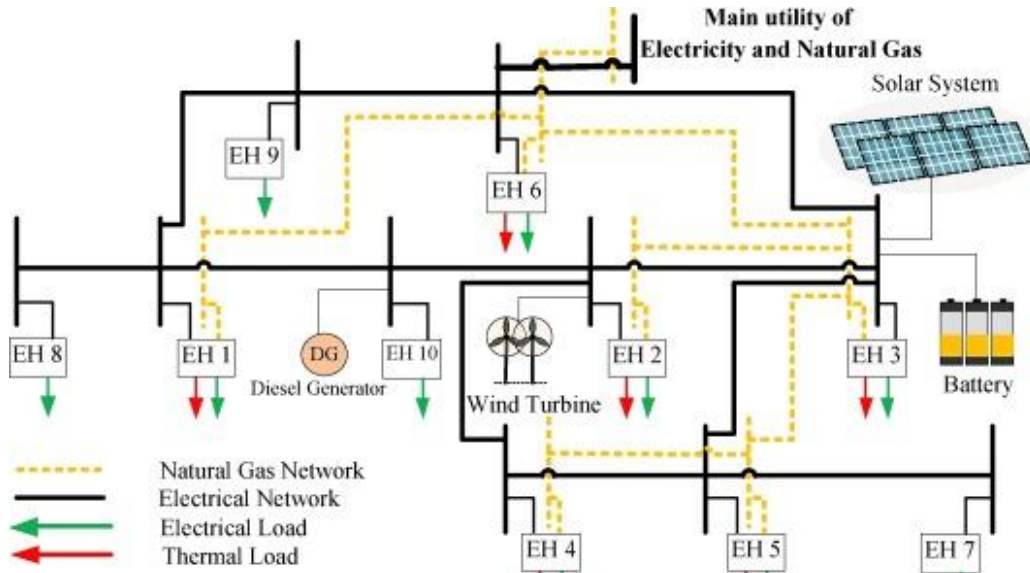 Main utility of
Electricity and Natural Gas
Solar System
EH 9
EH 6
EH 8
EH 1
DG
EH 10
EH 2
EH 3
Diesel Generator
Wind Turbine
Battery
Natural Gas Network
Electrical Network
Electrical Load
Thermal Load
EH 4
EH 5
EH 7